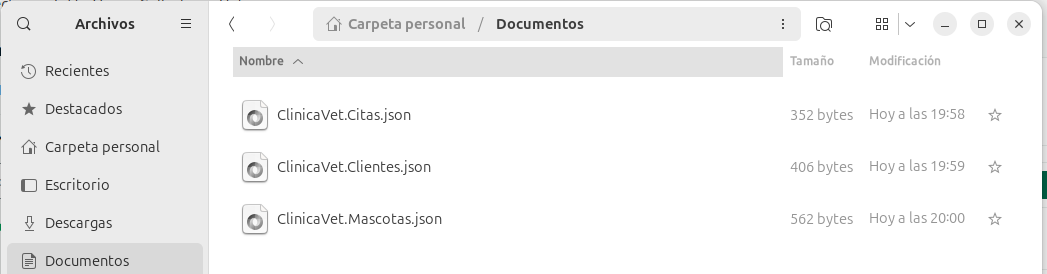 Archivos
Carpeta personal / Documentos
Recientes
Destacados
Carpeta personal
Escritorio
Descargas
Documentos
Nombre Tamaño Modificación
ClinicaVet.Citas.json 352 bytes Hoy a las 19:58
ClinicaVet.Clientes.json 406 bytes Hoy a las 19:59
ClinicaVet.Mascotas.json 562 bytes Hoy a las 20:00